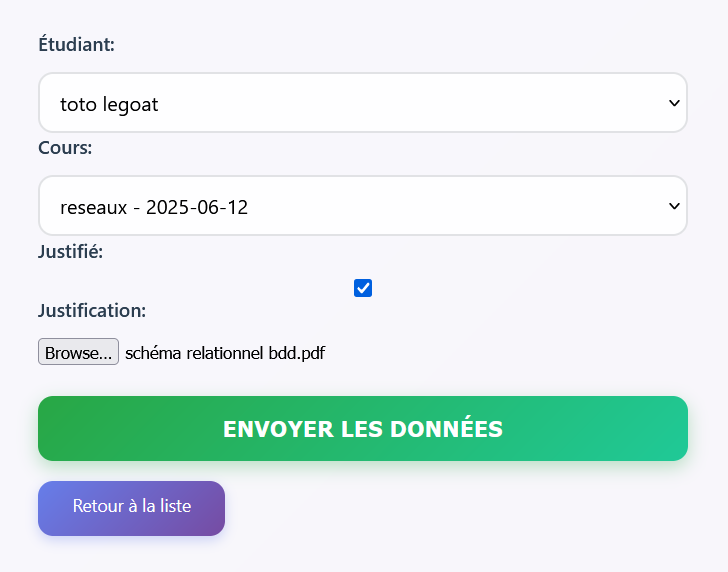 Étudiant:
toto legoat
Cours:
reseaux - 2025-06-12
Justifié:
Justification:
Browse... schéma relationnel bdd.pdf
ENVOYER LES DONNÉES
Retour à la liste